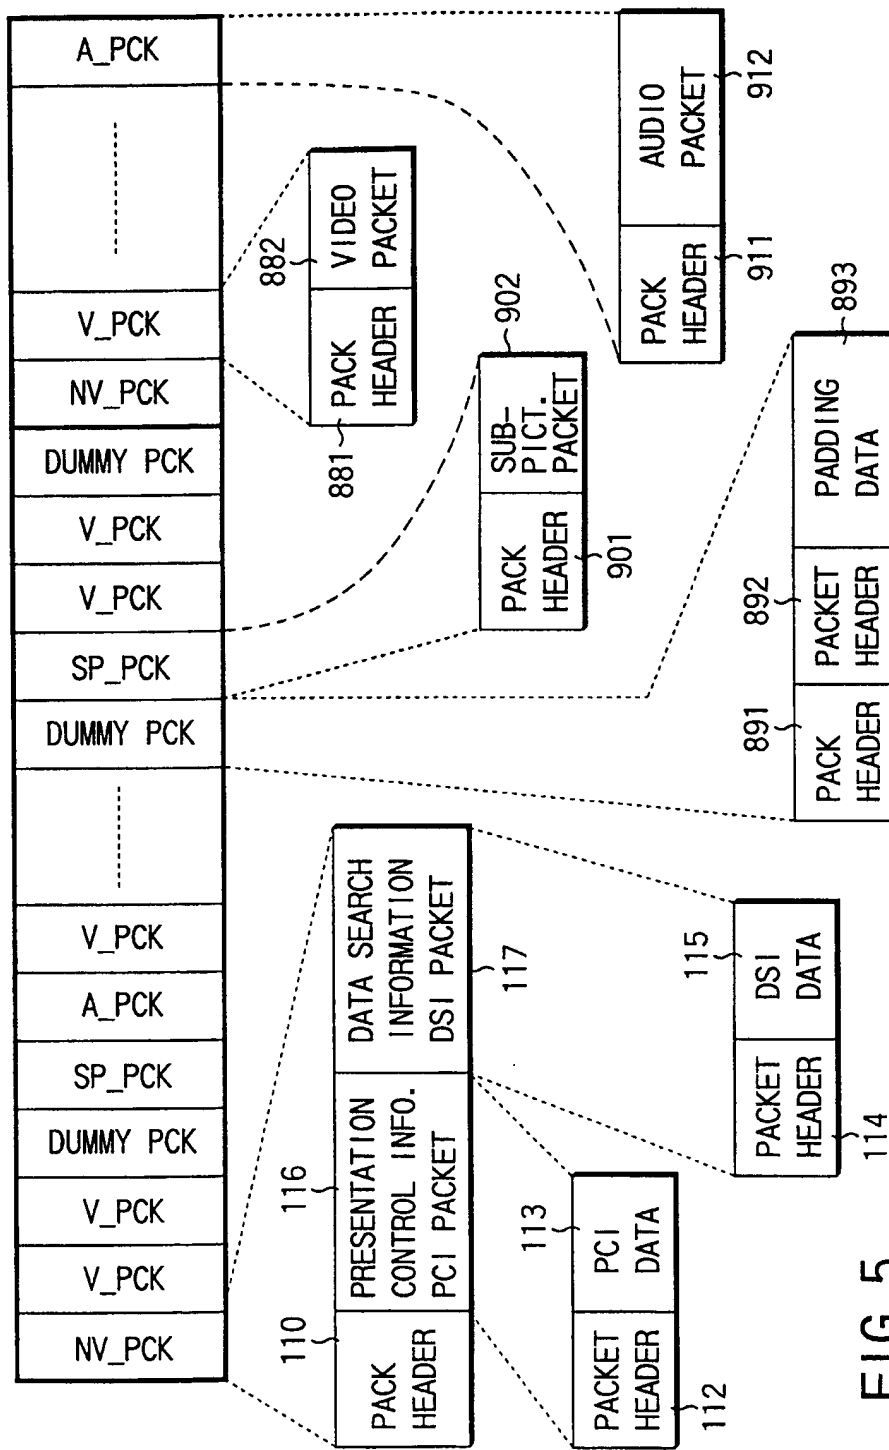 NV_PCK
V_PCK
V_PCK
DUMMY PCK
SP_PCK
A_PCK
V_PCK
DUMMY PCK
SP_PCK
V_PCK
V_PCK
DUMMY PCK
NV_PCK
V_PCK
A_PCK
110
116
PACK
HEADER
PRESENTATION
CONTROL INFO.
PCI PACKET
DATA SEARCH
INFORMATION
DSI PACKET
117
881
882
PACK
HEADER
VIDEO
PACKET
902
PACK
HEADER
SUB-
PICT.
PACKET
901
113
PACKET
HEADER
PCI
DATA
112
PACK
HEADER
AUDIO
PACKET
911
912
115
PACKET
HEADER
DSI
DATA
114
891
892
893
PACK
HEADER
PACKET
HEADER
PADDING
DATA
FIG. 5